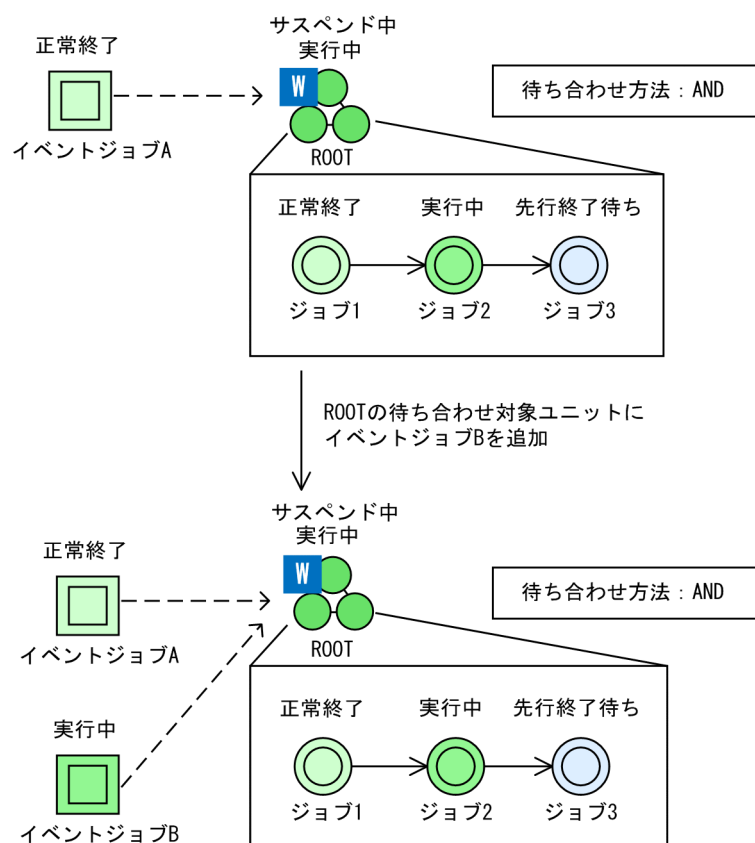 サスペンド中
実行中
正常終了
W
待ち合わせ方法：AND
イベントジョブA
ROOT
正常終了
実行中
先行終了待ち
ジョブ1
ジョブ2
ジョブ3
ROOTの待ち合わせ対象ユニットに
イベントジョブBを追加
サスペンド中
実行中
正常終了
W
待ち合わせ方法：AND
イベントジョブA
ROOT
正常終了
実行中
先行終了待ち
実行中
ジョブ1
ジョブ2
ジョブ3
イベントジョブB